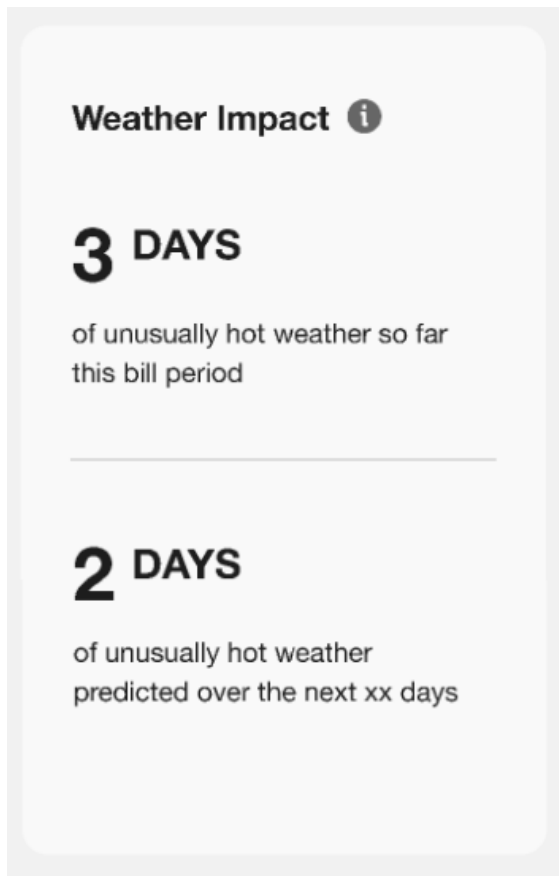 Weather Impact i
3 DAYS
of unusually hot weather so far
this bill period
2 DAYS
of unusually hot weather
predicted over the next xx days